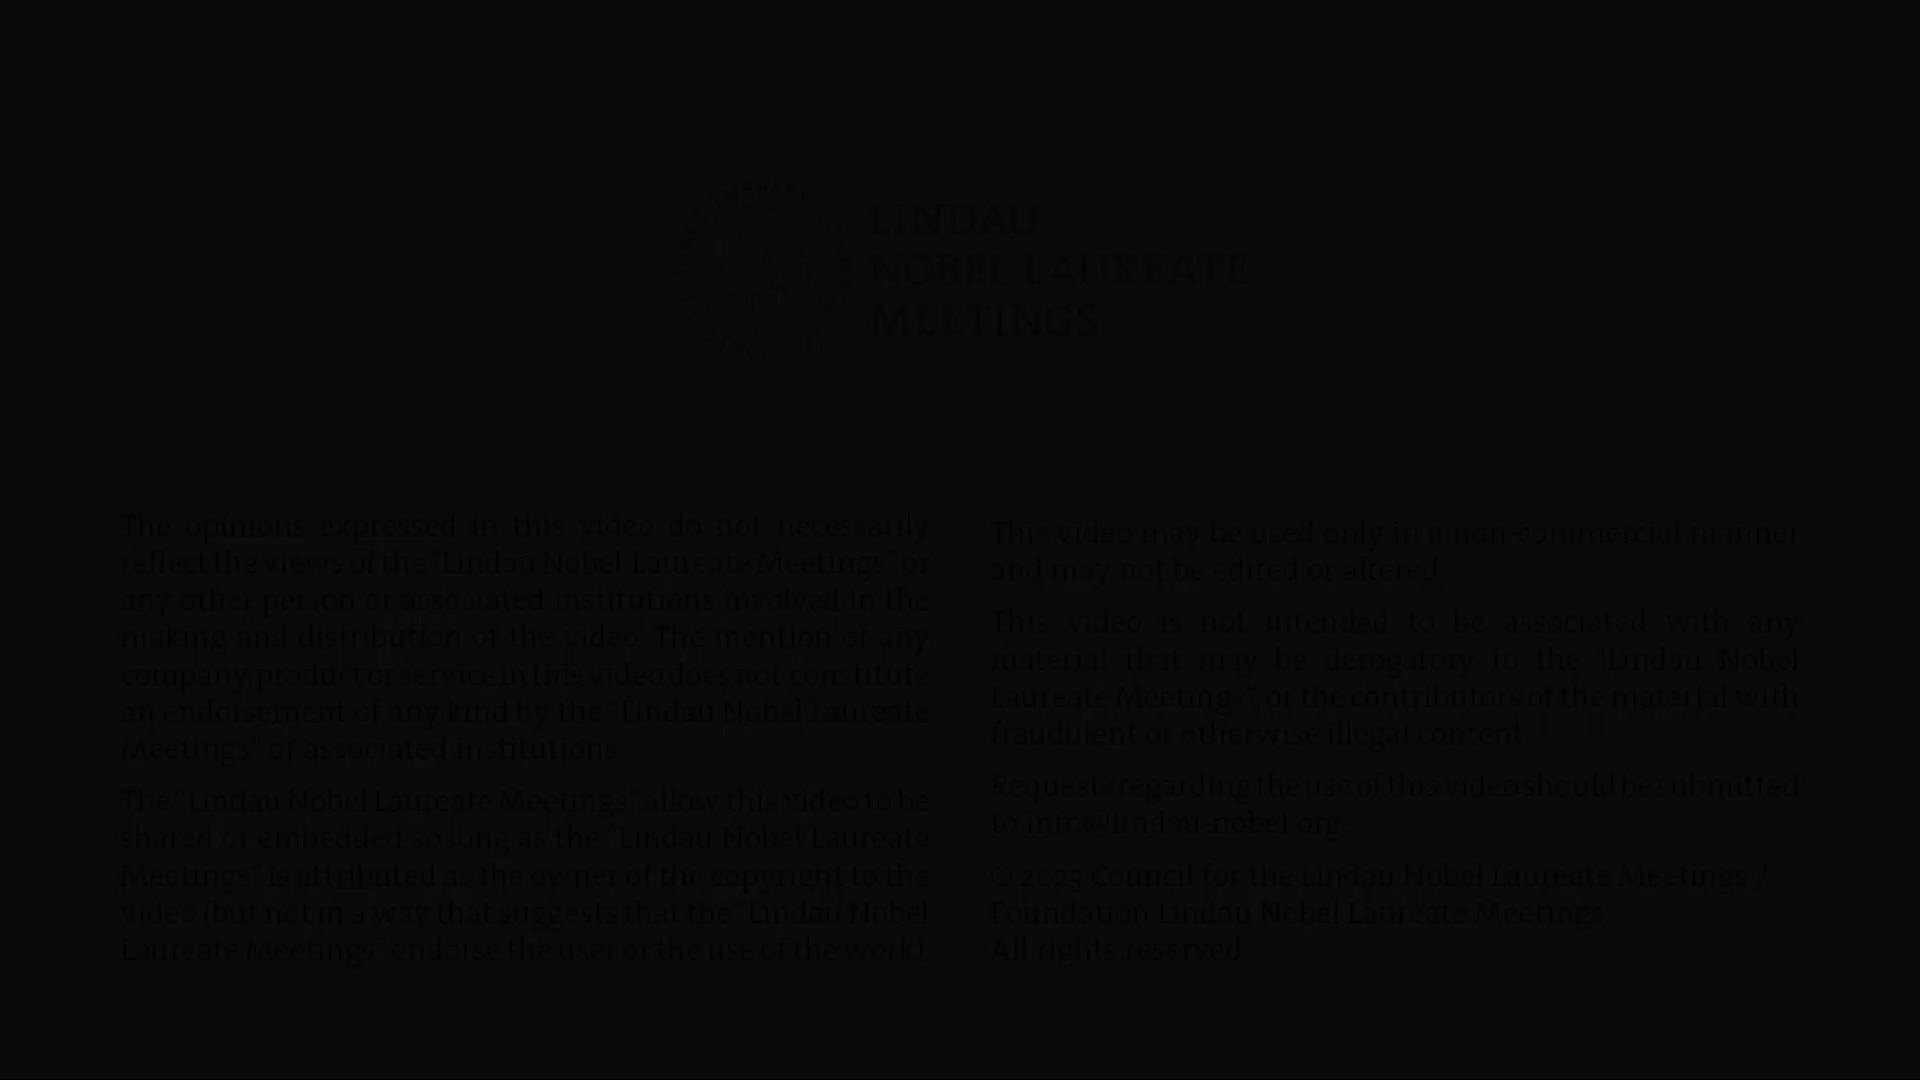 LINDAU
NOBEL LAUREATE
MEETINGS
SINCE
The opinions expressed in this video do not necessarily
reflect the views of the "Lindau Nobel Laureate Meetings" or
any other person or associated institutions involved in the
making and distribution of the video. The mention of any
company, product or service in this video does not constitute
an endorsement of any kind by the "Lindau Nobel Laureate
Meetings" or associated institutions.
The "Lindau Nobel Laureate Meetings" allow this video to be
shared or embedded so long as the "Lindau Nobel Laureate
Meetings" is attributed as the owner of the copyright to the
video (but not in a way that suggests that the "Lindau Nobel
Laureate Meetings" endorse the user or the use of the work).
This video may be used only in a non-commercial manner
and may not be edited or altered.
This video is not intended to be associated with any
material that may be derogatory to the "Lindau Nobel
Laureate Meetings", or the contributors of the material with
fraudulent or otherwise illegal content.
Requests regarding the use of this video should be submitted
to info@lindau-nobel.org.
© 2023 Council for the Lindau Nobel Laureate Meetings /
Foundation Lindau Nobel Laureate Meetings.
All rights reserved.